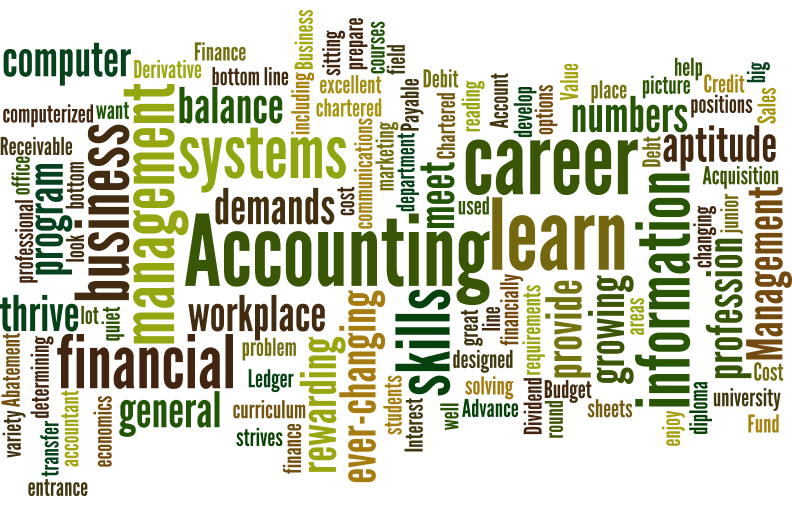 computer
Derivative
Finance
bottom line
including
Business
sitting
prepare
courses
field
excellent
chartered
computerized
want
management
balance
Receivable
business
systems
communications
marketing
Payable
department
Debit
Chartered
reading
Account
develop
options
Value
place
numbers
picture
help
Credit
big
positions
Sales
aptitude
Debt
career
meet
used
Acquisition
professional
office
program
look
bottom
demands
cost
Accounting
learn
information
changing
junior
profession
Management
thrive
lot
quiet
workplace
ever-changing
skills
great
line
financially
requirements
provide
growing
areas
designed
financial
problem
Ledger
rewarding
solving
Advance
Dividend
Budget
round
sheets
Cost
university
diploma
enjoy
Fund
variety
Abatement
determining
transfer
accountant
economics
general
curriculum
strives
finance
students
Interest
well
entrance